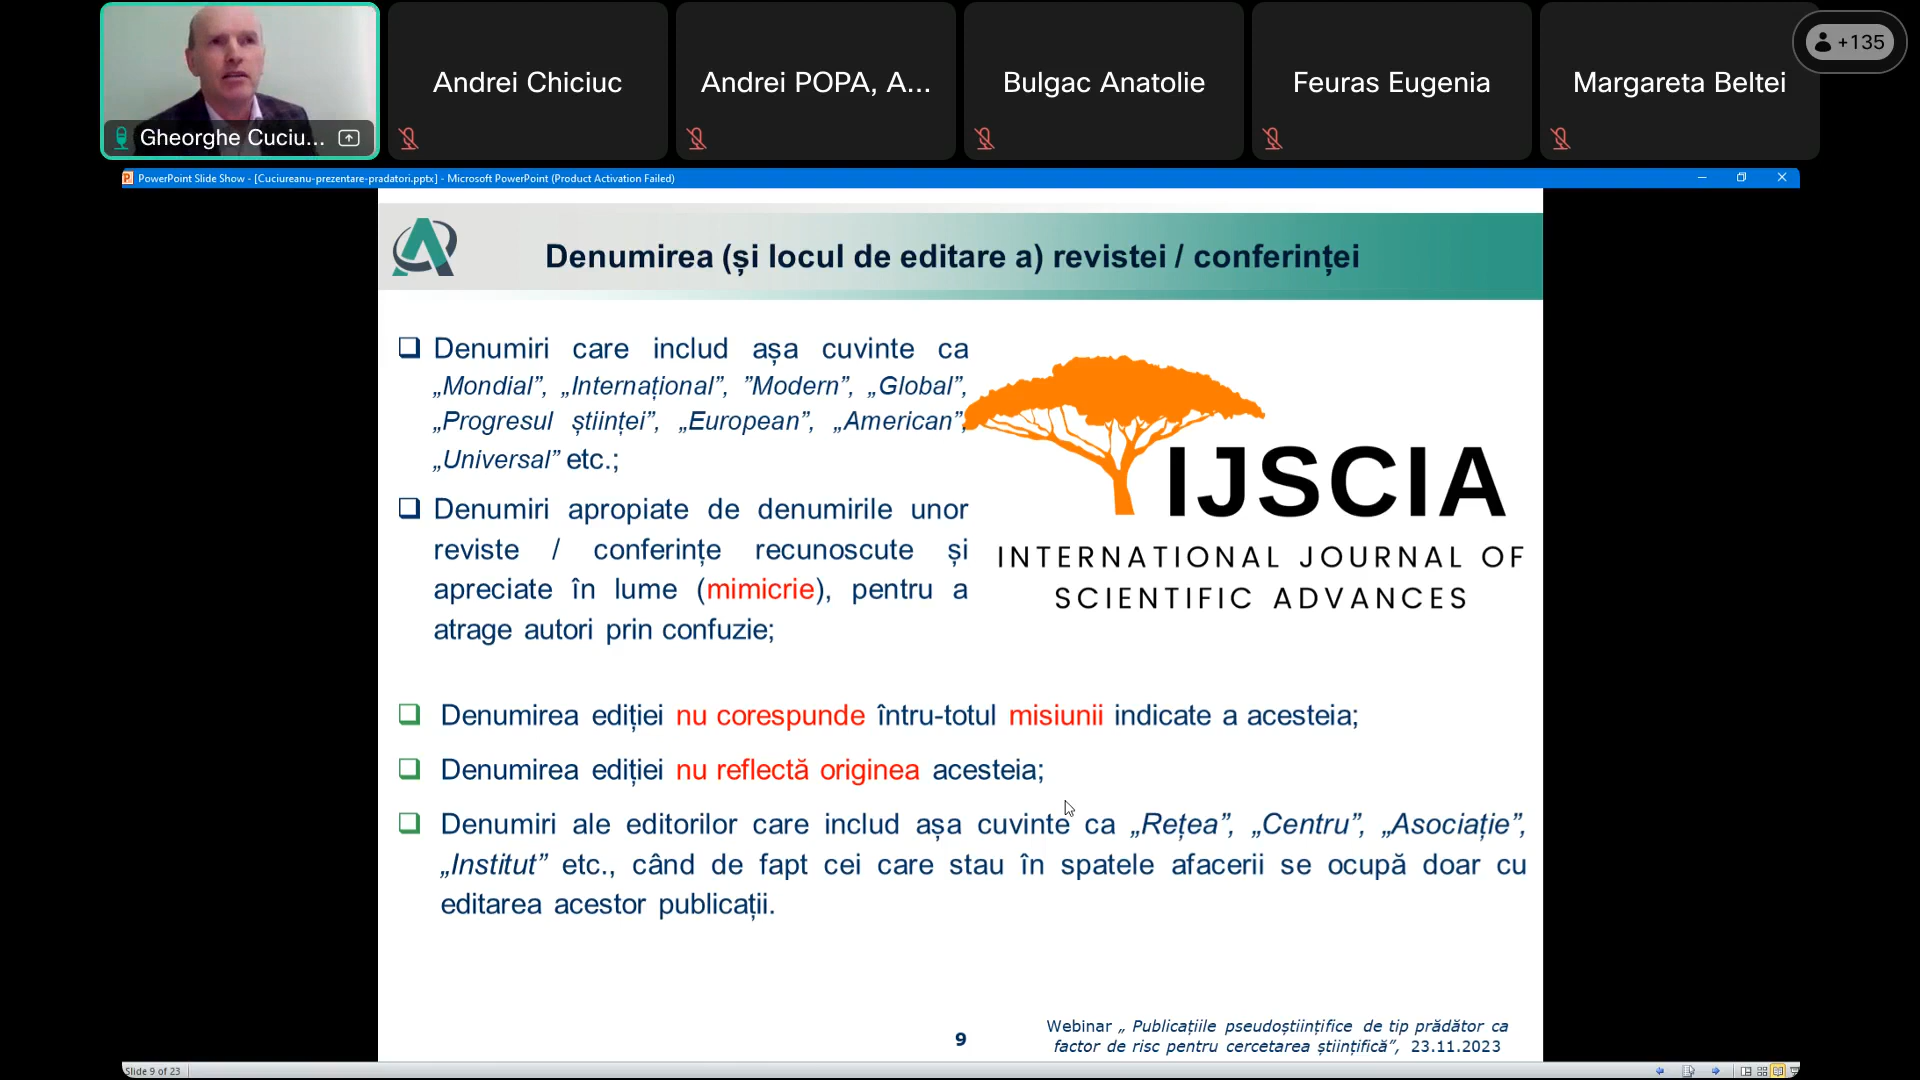 Gheorghe Cuciu...
Andrei Chiciuc
Andrei POPA, A...
Bulgac Anatolie
Feuras Eugenia
Margareta Beltei
+135
PowerPoint Slide Show - [Cuciureanu-prezentare-pradatori.pptx] - Microsoft PowerPoint (Product Activation Failed)
Denumirea (și locul de editare a) revistei / conferinței
Denumiri care includ așa cuvinte ca
„Mondial”, „Internațional”, ”Modern”, „Global”,
„Progresul științei”, „European”, „American”,
„Universal” etc.;
Denumiri apropiate de denumirile unor
reviste / conferințe recunoscute și
apreciate în lume (mimicrie), pentru a
atrage autori prin confuzie;
IJSCIA
INTERNATIONAL JOURNAL OF
SCIENTIFIC ADVANCES
Denumirea ediției nu corespunde întru-totul misiunii indicate a acesteia;
Denumirea ediției nu reflectă originea acesteia;
Denumiri ale editorilor care includ așa cuvinte ca „Rețea”, „Centru”, „Asociație”,
„Institut” etc., când de fapt cei care stau în spatele afacerii se ocupă doar cu
editarea acestor publicații.
9
Webinar „ Publicațiile pseudoștiințifice de tip prădător ca
factor de risc pentru cercetarea științifică”, 23.11.2023
Slide 9 of 23